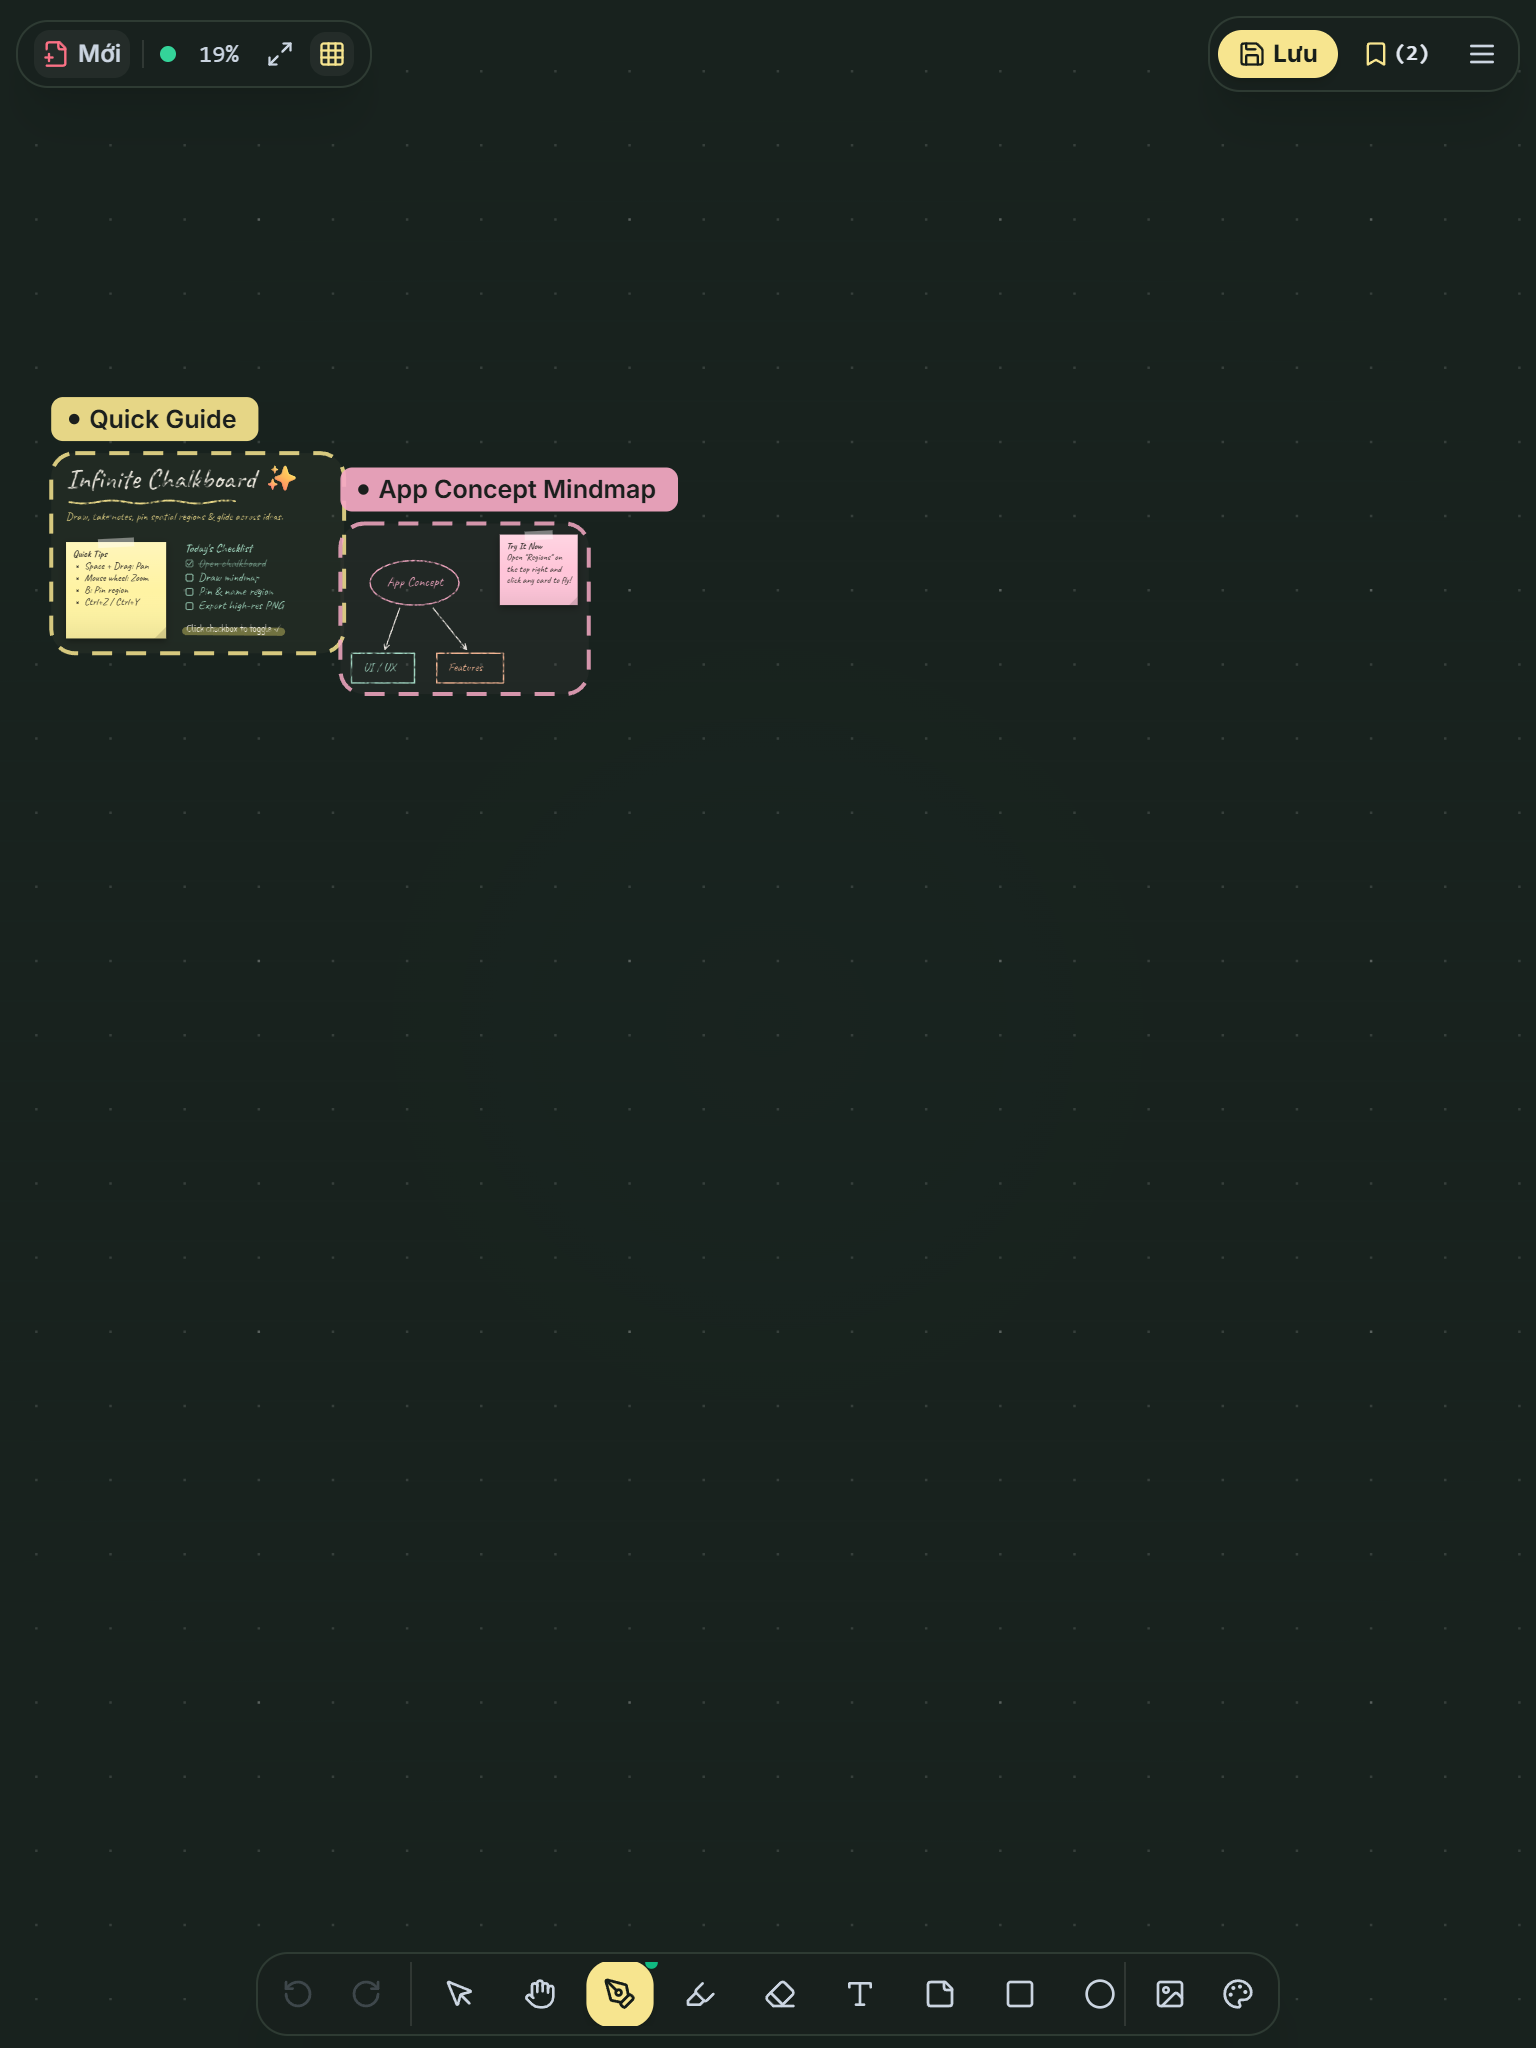 Mới
19%
Lưu
(2)
Quick Guide
Infinite Chalkboard ✨
Draw, take notes, pin spatial regions & glide across ideas.
Quick Tips
• Space + Drag: Pan
• Mouse wheel: Zoom
• B: Pin region
• Ctrl+Z / Ctrl+Y
Today's Checklist
Open chalkboard
Draw mindmap
Pin & name region
Export high-res PNG
Click checkbox to toggle ✓
App Concept Mindmap
App Concept
UI / UX
Features
Try It Now
Open "Regions" on
the top right and
click any card to fly!